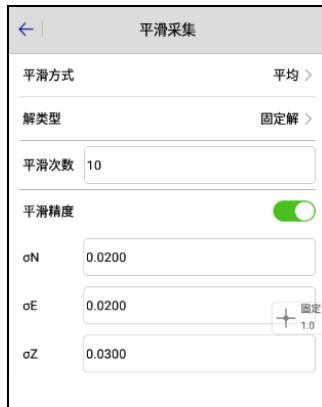 平滑采集
平滑方式 平均
解类型 固定解
平滑次数 10
平滑精度
σN 0.0200
σE 0.0200
固定
1.0
σZ 0.0300